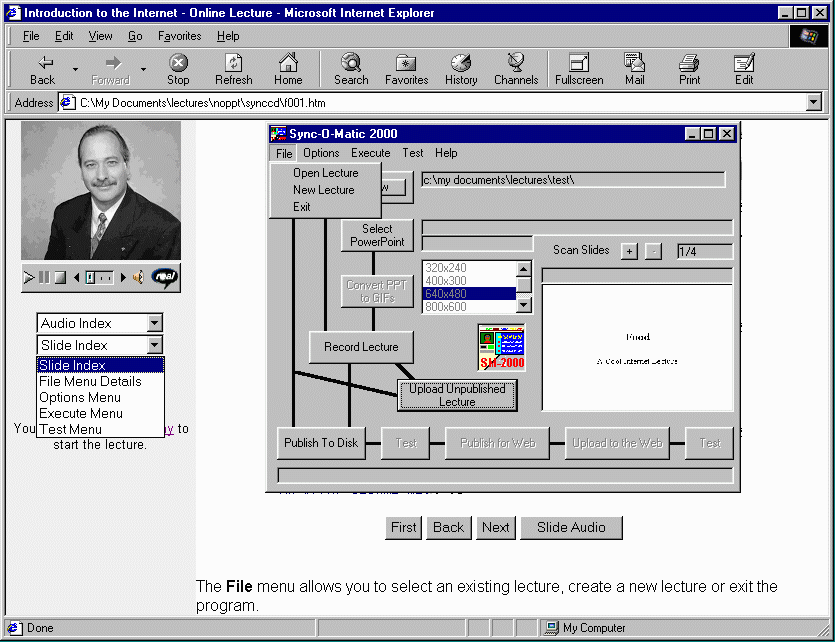 Introduction to the Internet - Online Lecture - Microsoft Internet Explorer
File Edit View Go Favorites Help
Back Forward Stop Refresh Home Search Favorites History Channels Fullscreen Mail Print Edit
Address C:\My Documents\lectures\noppt\synccd\f001.htm
real
Audio Index
Slide Index
Slide Index
File Menu Details
Options Menu
Execute Menu
Test Menu
You to
start the lecture.
Sync-O-Matic 2000
File Options Execute Test Help
Open Lecture
New Lecture
Exit
c:\my documents\lectures\test\
Select
PowerPoint
Scan Slides + - 1/4
Convert PPT
to GIFs
320x240
400x300
640x480
800x600
Record Lecture
SM-2000
A Cool Internet Lecture
Upload Unpublished
Lecture
Publish To Disk Test Publish for Web Upload to the Web Test
First Back Next Slide Audio
The File menu allows you to select an existing lecture, create a new lecture or exit the
program.
Done My Computer